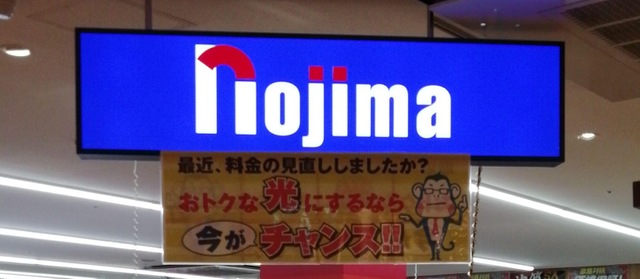 nojima
最近、料金の見直ししましたか?
おトクな光にするなら
今がチャンス!!